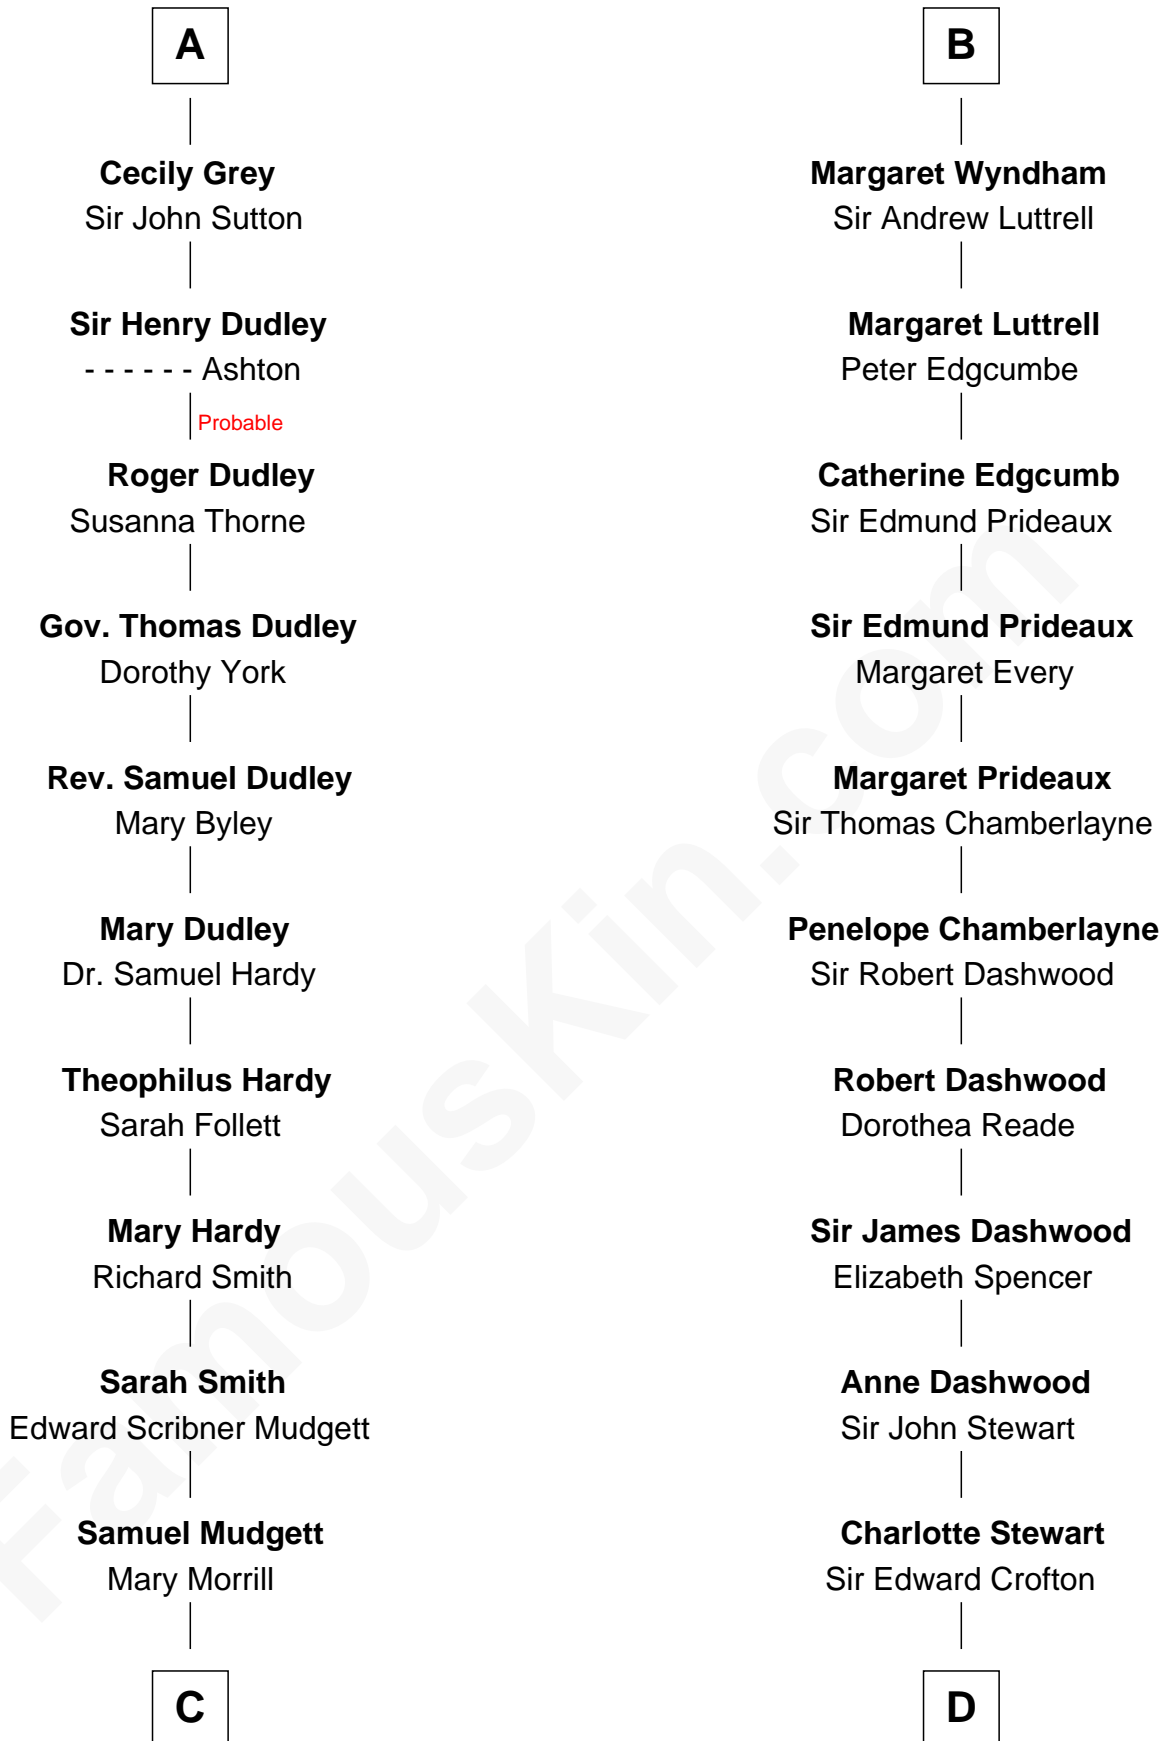 A
Cecily Grey
Sir John Sutton
Sir Henry Dudley
- - - - - - Ashton
Probable
Roger Dudley
Susanna Thorne
Gov. Thomas Dudley
Dorothy York
Rev. Samuel Dudley
Mary Byley
Mary Dudley
Dr. Samuel Hardy
Theophilus Hardy
Sarah Follett
Mary Hardy
Richard Smith
Sarah Smith
Edward Scribner Mudgett
Samuel Mudgett
Mary Morrill
C
B
Margaret Wyndham
Sir Andrew Luttrell
Margaret Luttrell
Peter Edgcumbe
Catherine Edgcumb
Sir Edmund Prideaux
Sir Edmund Prideaux
Margaret Every
Margaret Prideaux
Sir Thomas Chamberlayne
Penelope Chamberlayne
Sir Robert Dashwood
Robert Dashwood
Dorothea Reade
Sir James Dashwood
Elizabeth Spencer
Anne Dashwood
Sir John Stewart
Charlotte Stewart
Sir Edward Crofton
D
FamousKin.com